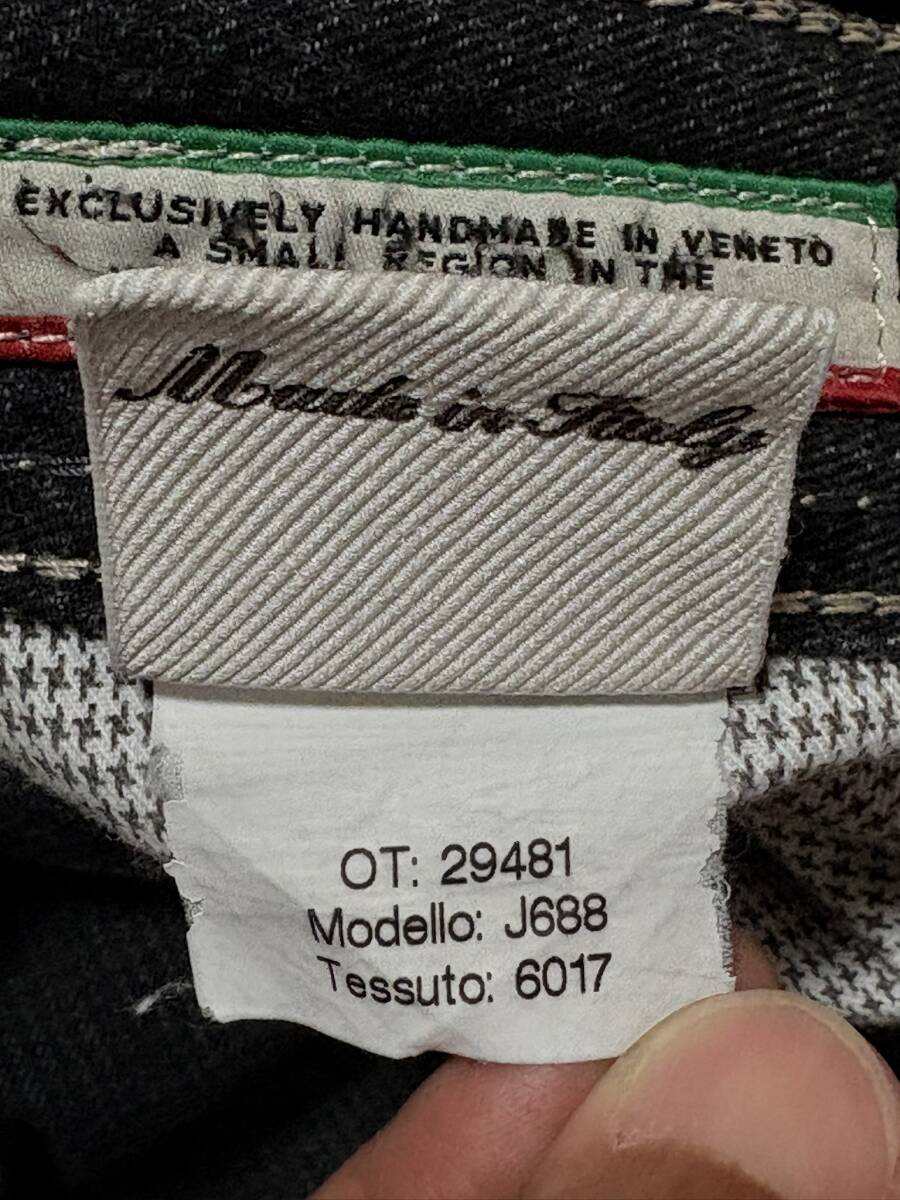 EXCLUSIVELY HANDMADE IN VENETO
A SMALL REGION IN THE
Made in Italy
OT: 29481
Modello: J688
Tessuto: 6017